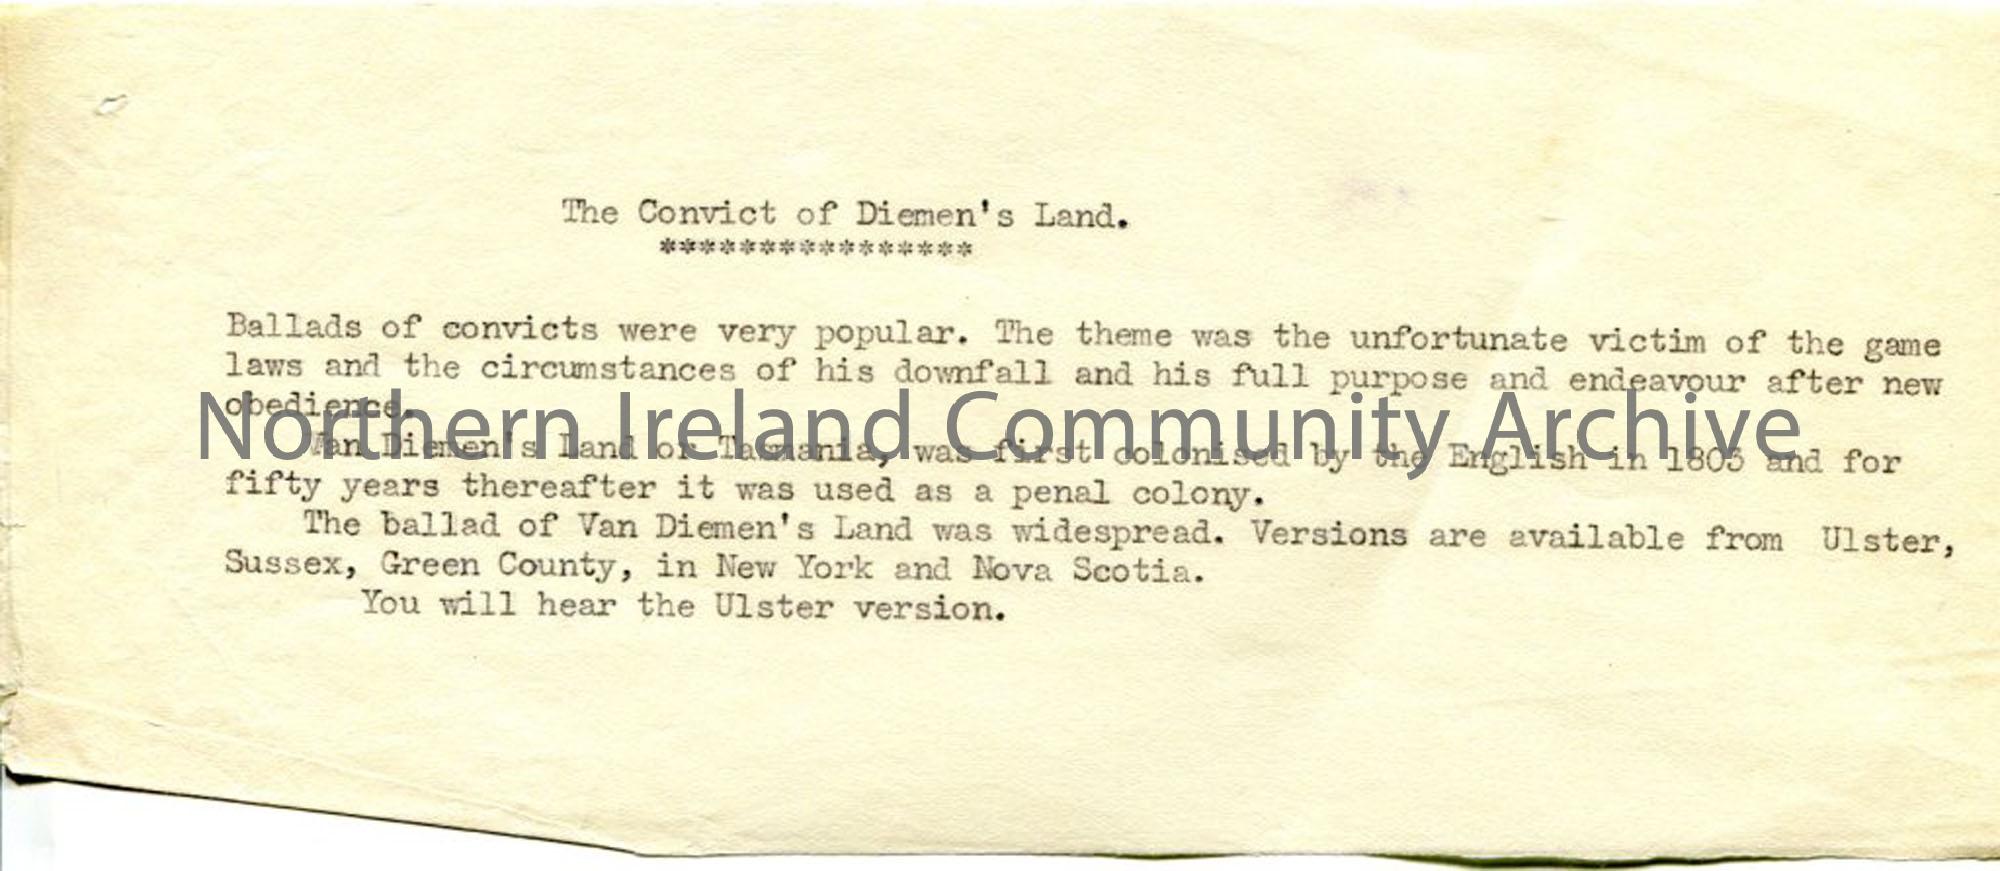 The Convict of Diemen's Land.
****************
Ballads of convicts were very popular. The theme was the unfortunate victim of the game
laws and the circumstances of his downfall and his full purpose and endeavour after new
obedience.
Northern Ireland Community Archive
Van Diemen's Land or Tasmania, was first colonised by the English in 1803 and for
fifty years thereafter it was used as a penal colony.
The ballad of Van Diemen's Land was widespread. Versions are available from Ulster,
Sussex, Green County, in New York and Nova Scotia.
You will hear the Ulster version.